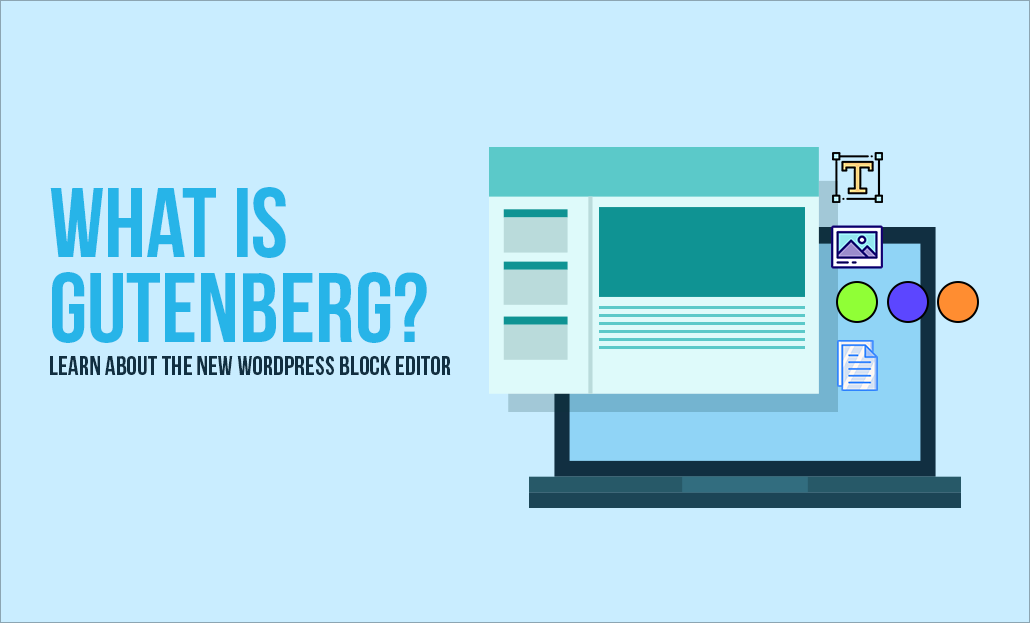 WHAT IS
GUTENBERG?
LEARN ABOUT THE NEW WORDPRESS BLOCK EDITOR
T